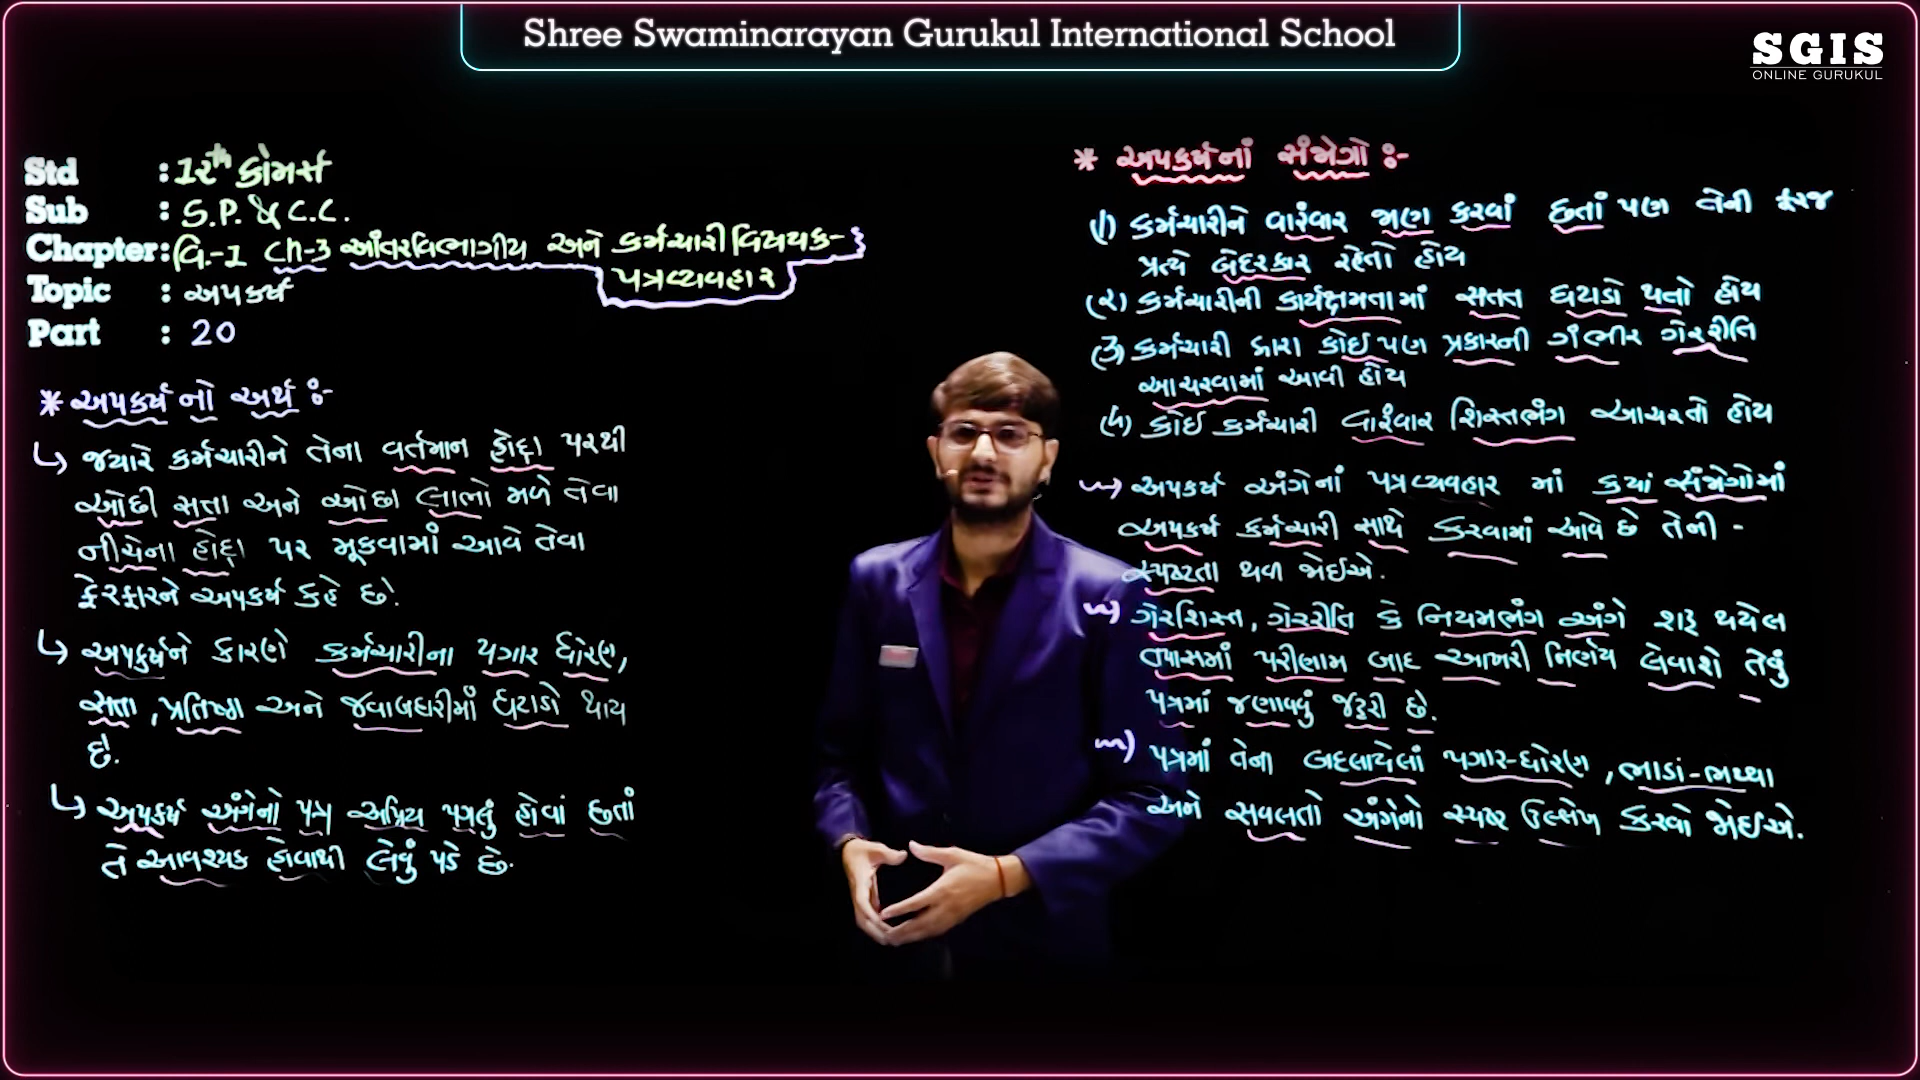 Shree Swaminarayan Gurukul International School
SGIS
ONLINE GURUKUL
Std : 12th કોમર્સ
Sub : S.P. & C.C.
Chapter : વિ.-1 Ch-3 આંતરવિભાગીય અને કર્મચારી વિષયક-
પત્રવ્યવહાર
Topic : અપકર્ષ
Part : 20
* અપકર્ષ નો અર્થ :-
↳ જ્યારે કર્મચારીને તેના વર્તમાન હોદ્દા પરથી
ઓછી સત્તા અને ઓછા લાભો મળે તેવા
નીચેના હોદ્દા પર મૂકવામાં આવે તેવા
ફેરફારને અપકર્ષ કહે છે.
↳ અપકર્ષને કારણે કર્મચારીના પગાર ધોરણ,
સત્તા, પ્રતિષ્ઠા અને જવાબદારીમાં ઘટાડો થાય
છે.
↳ અપકર્ષ અંગેનો પત્ર અપ્રિય પગલું હોવાં છતાં
તે આવશ્યક હોવાથી લેવું પડે છે.
* અપકર્ષનાં સંજોગો :-
(1) કર્મચારીને વારંવાર જાણ કરવાં છતાં પણ તેની ફરજ
પ્રત્યે બેદરકાર રહેતો હોય
(૨) કર્મચારીની કાર્યક્ષમતામાં સતત ઘટાડો થતો હોય
(3) કર્મચારી દ્વારા કોઈપણ પ્રકારની ગંભીર ગેરરીતિ
આચરવામાં આવી હોય
(૪) કોઈ કર્મચારી વારંવાર શિસ્તભંગ આચરતો હોય
અપકર્ષ અંગેનાં પત્રવ્યવહાર માં કયાં સંજોગોમાં
અપકર્ષ કર્મચારી સાથે કરવામાં આવે છે તેની -
સ્પષ્ટતા થવી જોઈએ.
ગેરશિસ્ત, ગેરરીતિ કે નિયમભંગ અંગે શરૂ થયેલ
તપાસમાં પરીણામ બાદ આખરી નિર્ણય લેવાશે તેવું
પત્રમાં જણાવવું જરૂરી છે.
પત્રમાં તેના બદલાયેલાં પગાર-ધોરણ, ભાડાં-ભથ્થા
અને સવલતો અંગેનો સ્પષ્ટ ઉલ્લેખ કરવો જોઈએ.